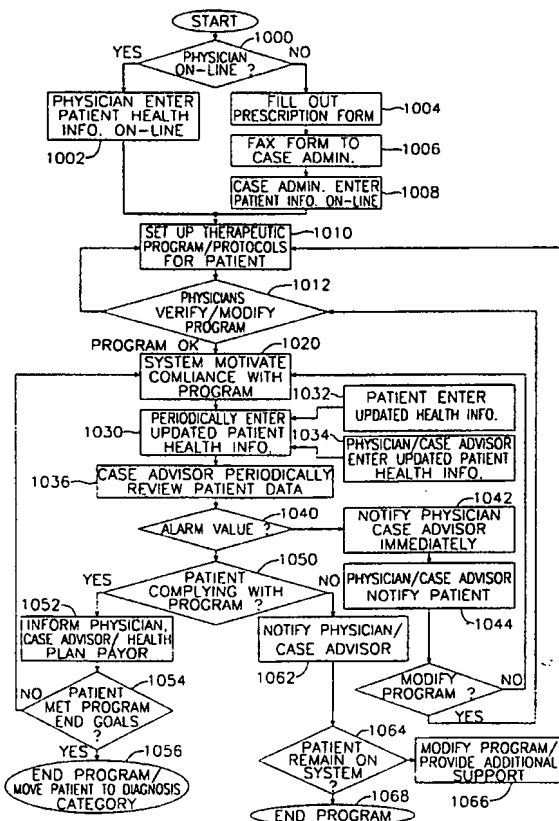 START
1000
YES
PHYSICIAN
ON-LINE ?
NO
PHYSICIAN ENTER
PATIENT HEALTH
INFO. ON-LINE
1002
FILL OUT
PRESCRIPTION FORM
1004
FAX FORM TO
CASE ADMIN.
1006
CASE ADMIN. ENTER
PATIENT INFO. ON-LINE
1008
SET UP THERAPEUTIC
PROGRAM/PROTOCOLS
FOR PATIENT
1010
1012
PHYSICIANS
VERIFY/MODIFY
PROGRAM
PROGRAM OK
1020
SYSTEM MOTIVATE
COMLIANCE WITH
PROGRAM
1032
PATIENT ENTER
UPDATED HEALTH INFO.
1030
PERIODICALLY ENTER
UPDATED PATIENT
HEALTH INFO.
1034
PHYSICIAN/CASE ADVISOR
ENTER UPDATED PATIENT
HEALTH INFO.
1036
CASE ADVISOR PERIODICALLY
REVIEW PATIENT DATA
1040
ALARM VALUE ?
1042
NOTIFY PHYSICIAN
CASE ADVISOR
IMMEDIATELY
1050
YES
PATIENT
COMPLYING WITH
PROGRAM ?
NO
PHYSICIAN/CASE ADVISOR
NOTIFY PATIENT
1044
1052
INFORM PHYSICIAN,
CASE ADVISOR/ HEALTH
PLAN PAYOR
NOTIFY PHYSICIAN/
CASE ADVISOR
1062
MODIFY
PROGRAM ?
NO
YES
NO
1054
PATIENT
MET PROGRAM
END GOALS
?
YES
1056
END PROGRAM/
MOVE PATIENT TO DIAGNOSIS
CATEGORY
1064
PATIENT
REMAIN ON
SYSTEM
?
MODIFY PROGRAM/
PROVIDE ADDITIONAL
SUPPORT
1066
1068
END PROGRAM